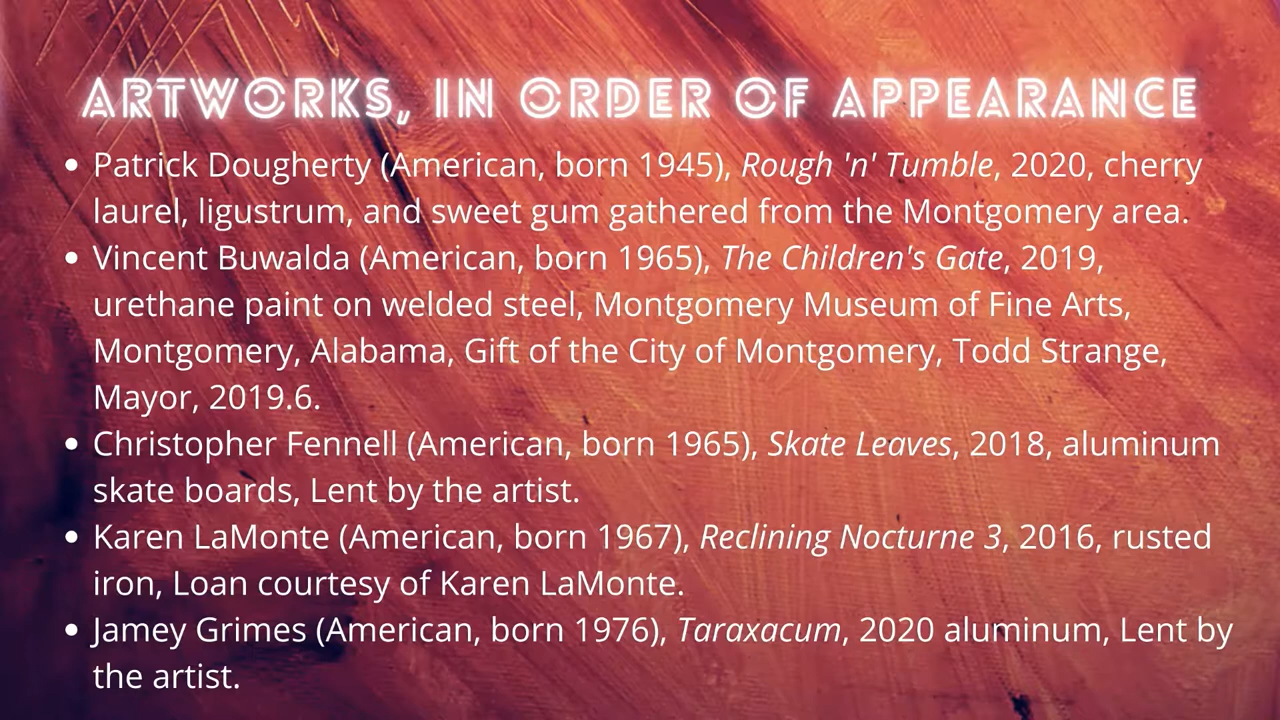 ARTWORKS, IN ORDER OF APPEARANCE
• Patrick Dougherty (American, born 1945), Rough 'n' Tumble, 2020, cherry
laurel, ligustrum, and sweet gum gathered from the Montgomery area.
• Vincent Buwalda (American, born 1965), The Children's Gate, 2019,
urethane paint on welded steel, Montgomery Museum of Fine Arts,
Montgomery, Alabama, Gift of the City of Montgomery, Todd Strange,
Mayor, 2019.6.
• Christopher Fennell (American, born 1965), Skate Leaves, 2018, aluminum
skate boards, Lent by the artist.
• Karen LaMonte (American, born 1967), Reclining Nocturne 3, 2016, rusted
iron, Loan courtesy of Karen LaMonte.
• Jamey Grimes (American, born 1976), Taraxacum, 2020 aluminum, Lent by
the artist.